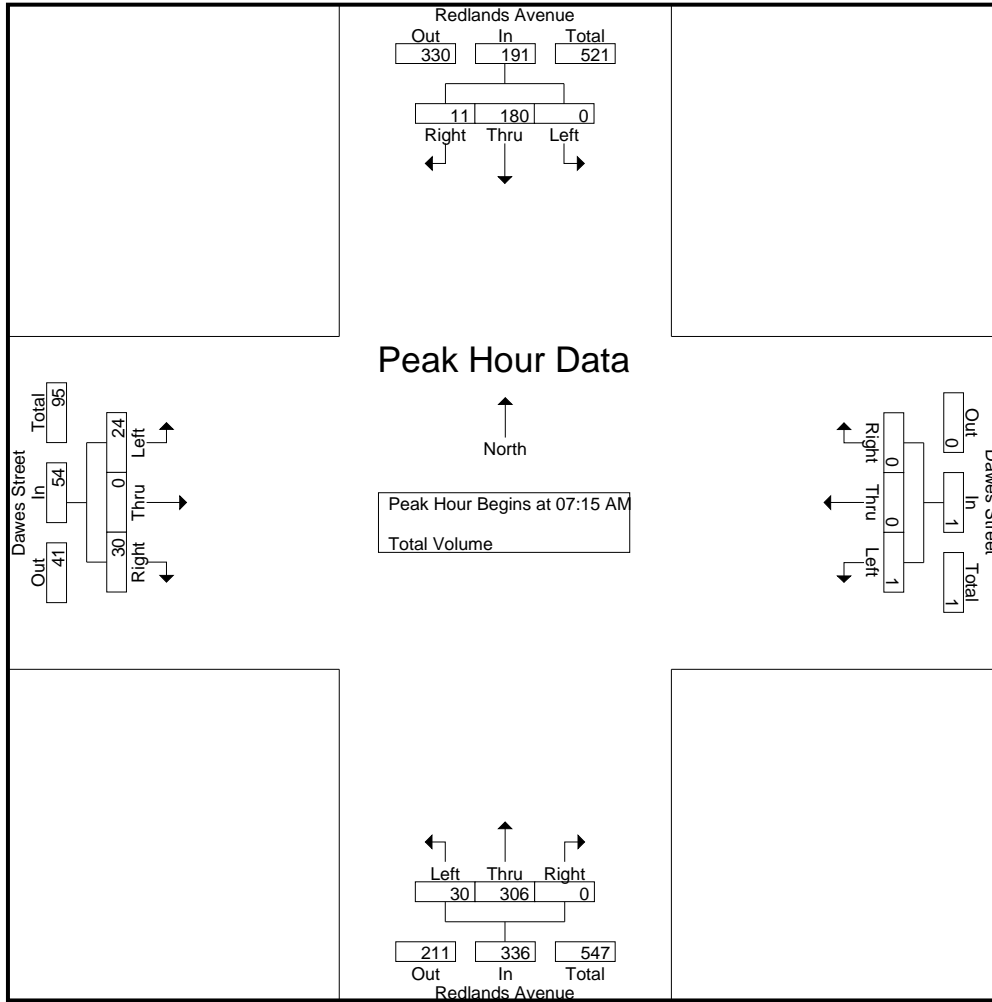 Redlands Avenue
Out In Total
330 191 521
11 180 0
Right Thru Left
Peak Hour Data
North
Peak Hour Begins at 07:15 AM
Total Volume
Dawes Street
Total In Out
95 54 41
24 0 30
Left Thru Right
Dawes Street
Out In Total
0 1 1
0 0 1
Right Thru Left
Left Thru Right
30 306 0
211 336 547
Out In Total
Redlands Avenue